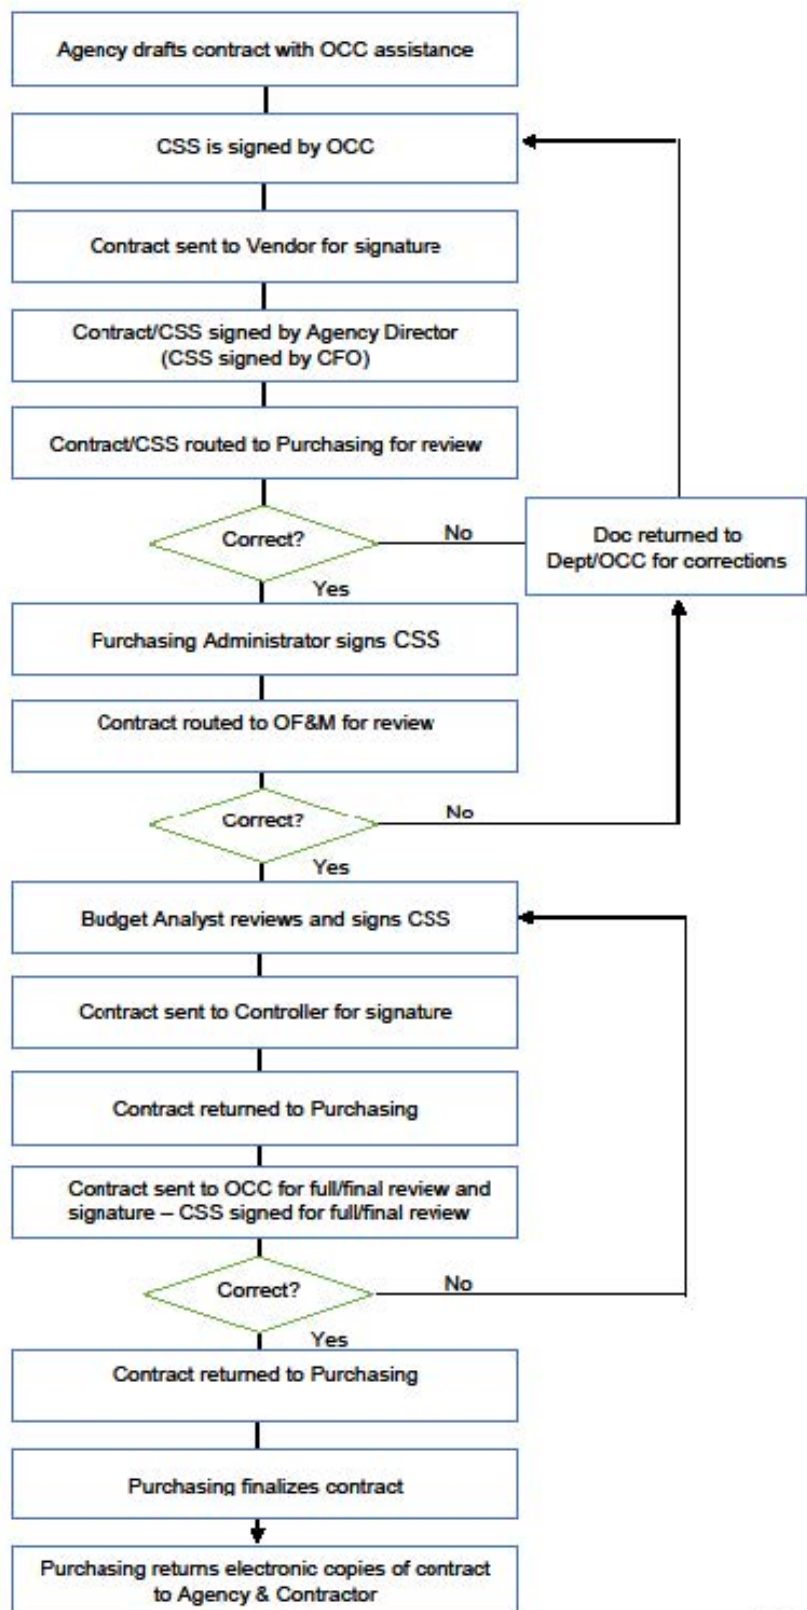 Agency drafts contract with OCC assistance
CSS is signed by OCC
Contract sent to Vendor for signature
Contract/CSS signed by Agency Director
(CSS signed by CFO)
Contract/CSS routed to Purchasing for review
Correct?
No
Doc returned to
Dept/OCC for corrections
Yes
Purchasing Administrator signs CSS
Contract routed to OF&M for review
Correct?
No
Yes
Budget Analyst reviews and signs CSS
Contract sent to Controller for signature
Contract returned to Purchasing
Contract sent to OCC for full/final review and
signature – CSS signed for full/final review
Correct?
No
Yes
Contract returned to Purchasing
Purchasing finalizes contract
Purchasing returns electronic copies of contract
to Agency & Contractor